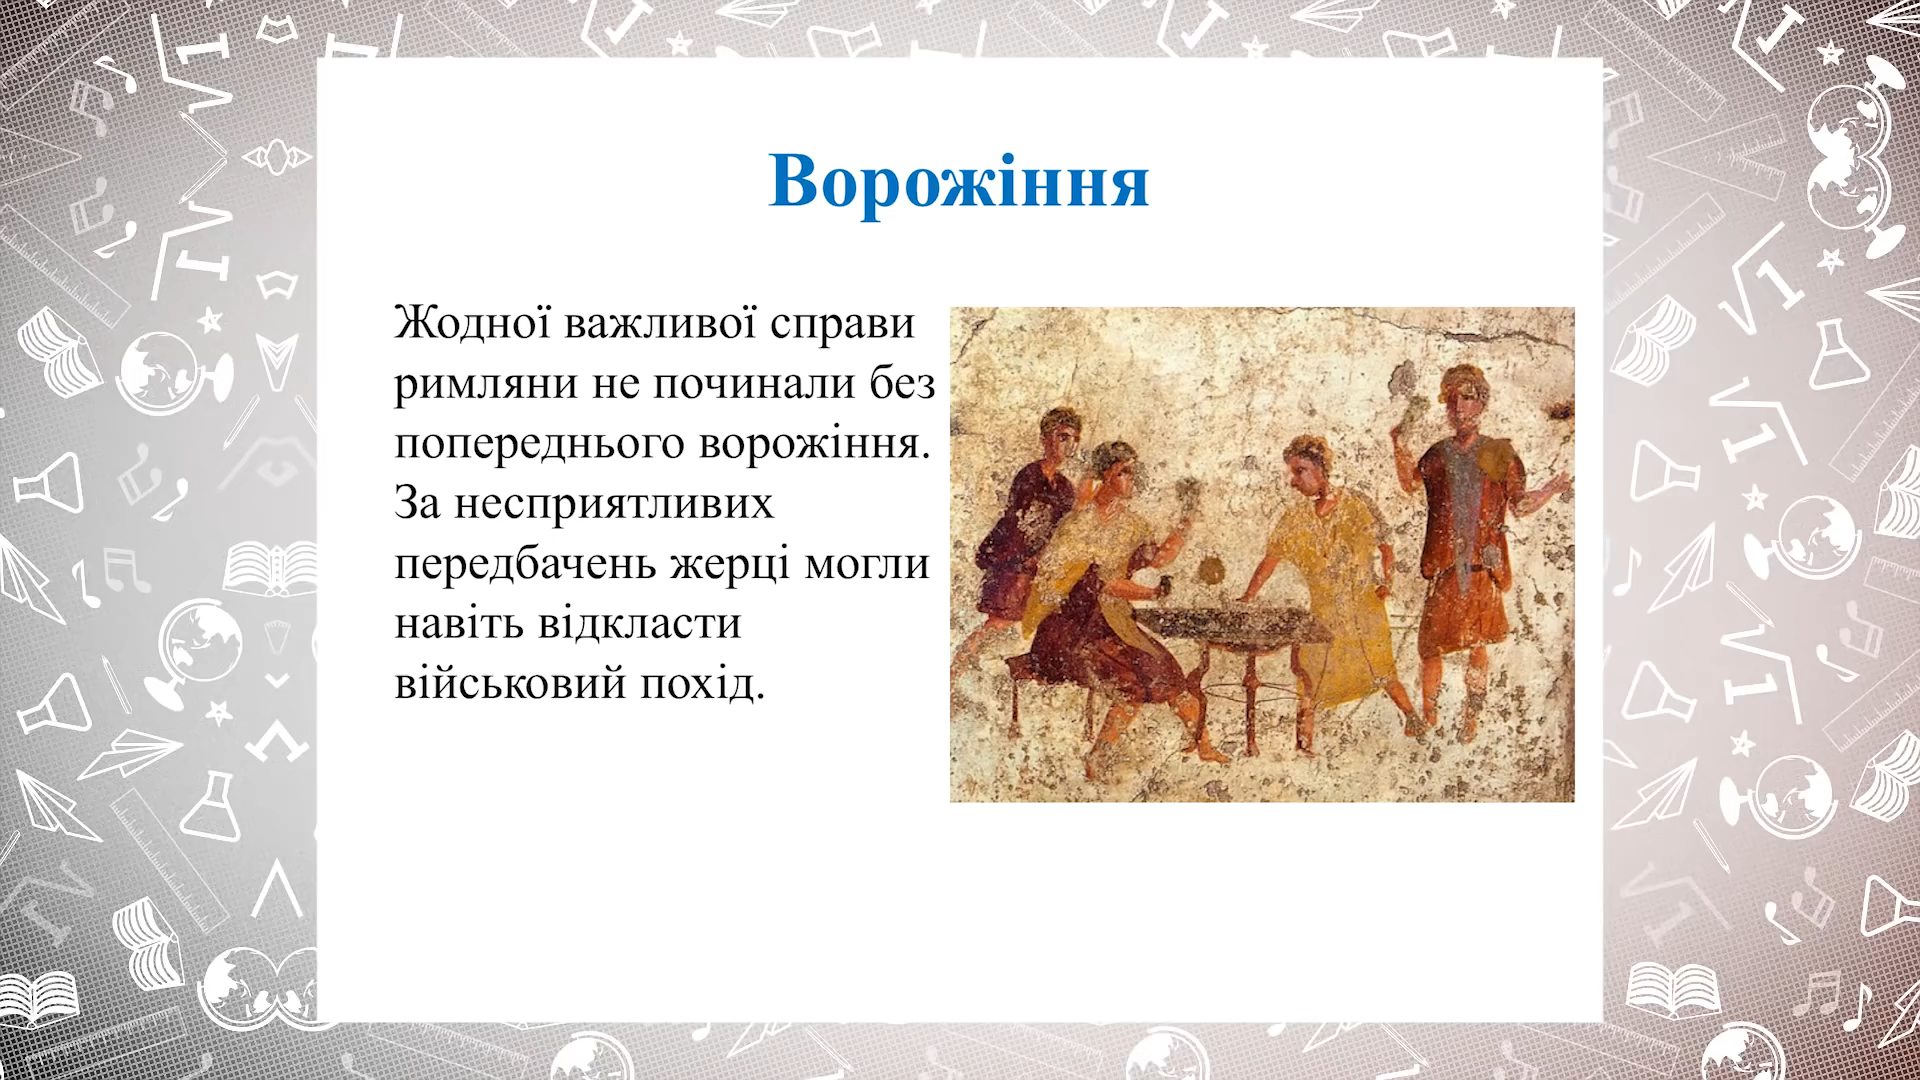 Ворожіння
Жодної важливої справи
римляни не починали без
попереднього ворожіння.
За несприятливих
передбачень жерці могли
навіть відкласти
військовий похід.